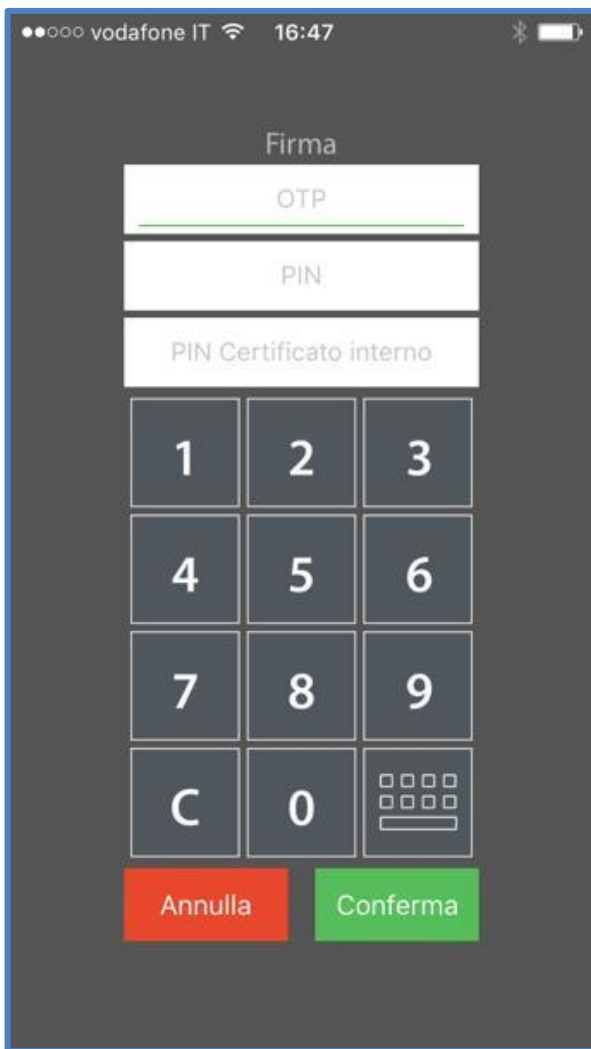 vodafone IT 16:47
Firma
OTP
PIN
PIN Certificato interno
1 2 3
4 5 6
7 8 9
C 0
Annulla Conferma